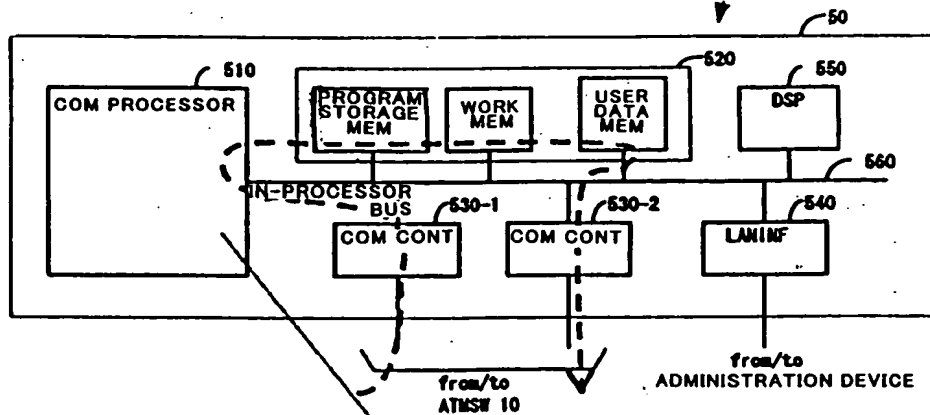 50
510
COM PROCESSOR
520
PROGRAM
STORAGE
MEM
WORK
MEM
USER
DATA
MEM
550
DSP
560
IN-PROCESSOR
BUS
530-1
COM CONT
530-2
COM CONT
540
LANINF
from/to
ATMSW 10
from/to
ADMINISTRATION DEVICE